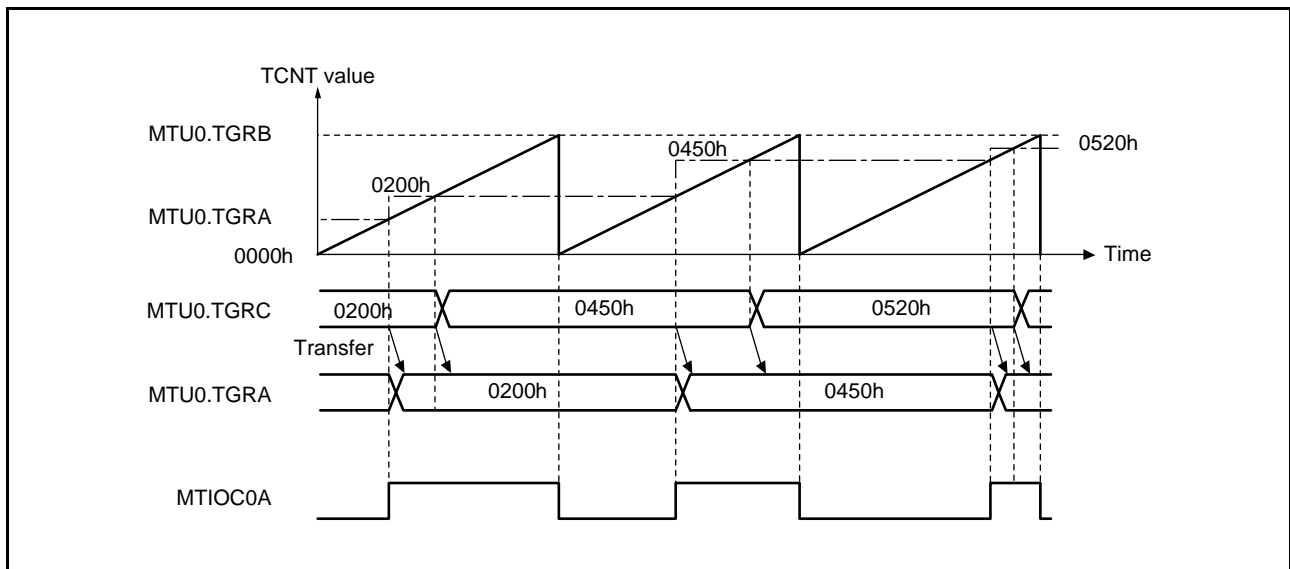 TCNT value
MTU0.TGRB
0450h
0520h
0200h
MTU0.TGRA
0000h
Time
MTU0.TGRC
0200h
0450h
0520h
Transfer
MTU0.TGRA
0200h
0450h
MTIOC0A